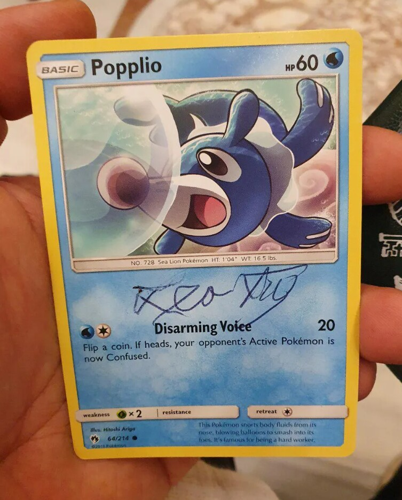 BASIC Popplio HP60
NO. 728 Sea Lion Pokémon HT 1'04" WT 16.5 lbs.
Disarming Voice 20
Flip a coin. If heads, your opponent's Active Pokémon is
now Confused.
weakness ×2 resistance retreat
Illus. Hitoshi Ariga
64/214
This Pokémon snorts body fluids from its
nose, blowing balloons to smash into its
foes. It's famous for being a hard worker.